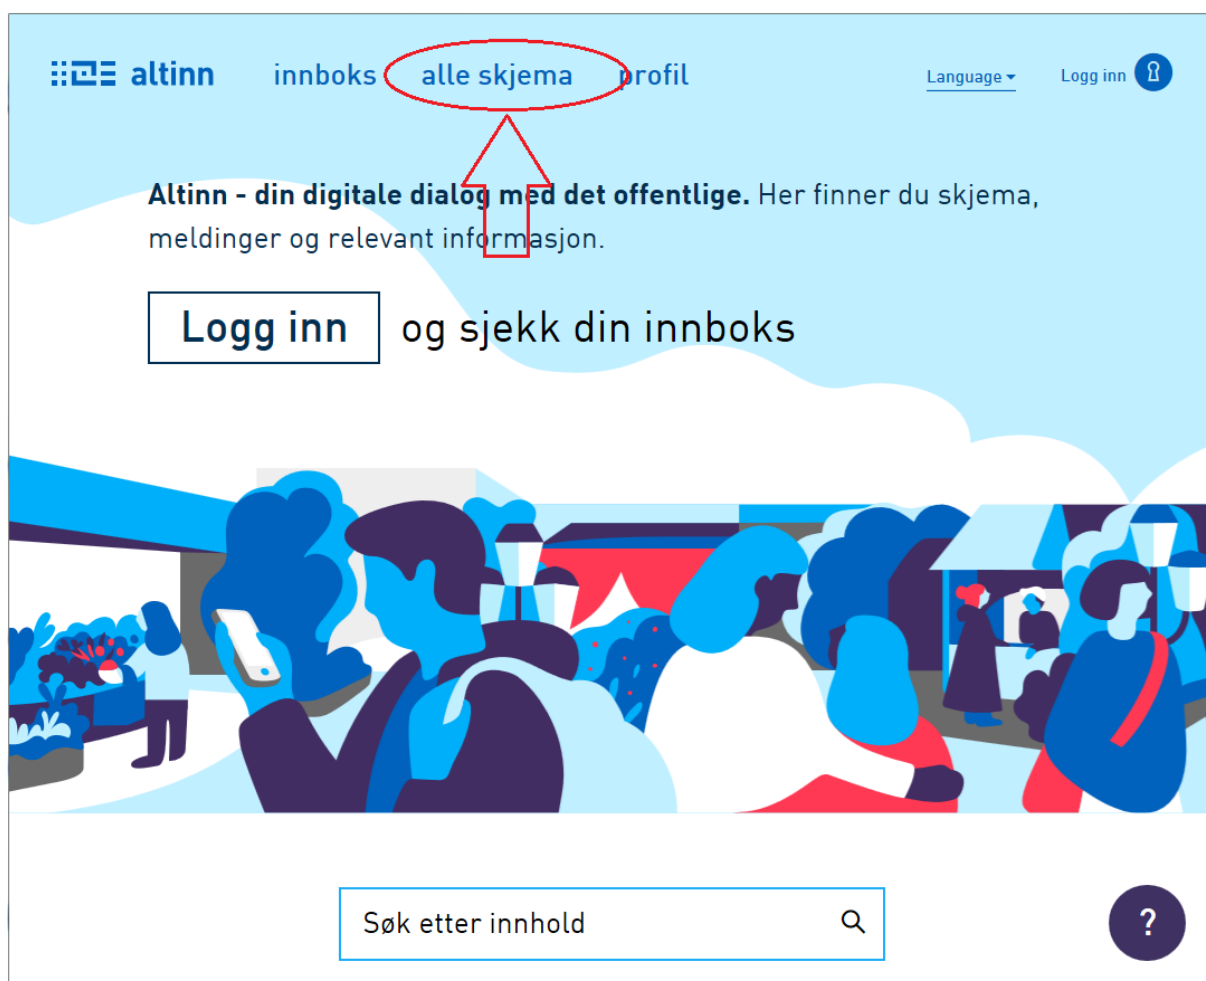 altinn innboks alle skjema profil Language Logg inn
Altinn - din digitale dialog med det offentlige. Her finner du skjema,
meldinger og relevant informasjon.
Logg inn og sjekk din innboks
Søk etter innhold
?